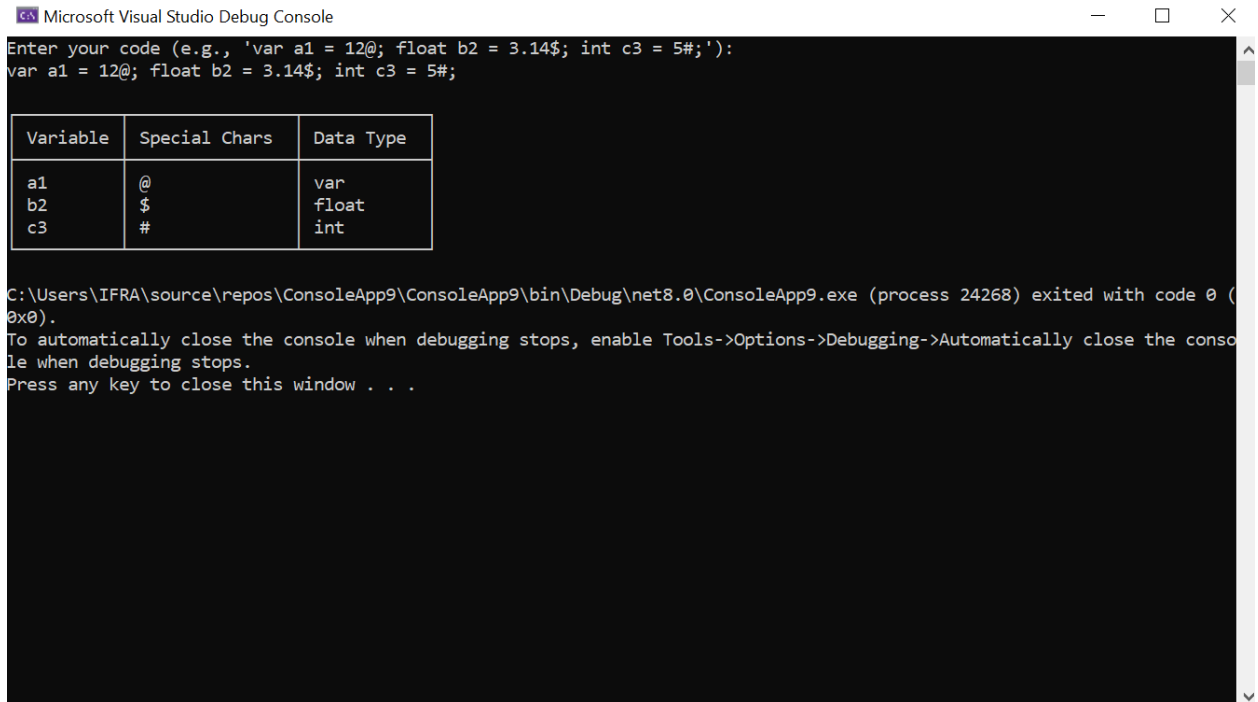 Microsoft Visual Studio Debug Console
Enter your code (e.g., 'var a1 = 12@; float b2 = 3.14$; int c3 = 5#;'):
var a1 = 12@; float b2 = 3.14$; int c3 = 5#;
Variable Special Chars Data Type
a1 @ var
b2 $ float
c3 # int
C:\Users\IFRA\source\repos\ConsoleApp9\ConsoleApp9\bin\Debug\net8.0\ConsoleApp9.exe (process 24268) exited with code 0 (
0x0).
To automatically close the console when debugging stops, enable Tools->Options->Debugging->Automatically close the conso
le when debugging stops.
Press any key to close this window . . .